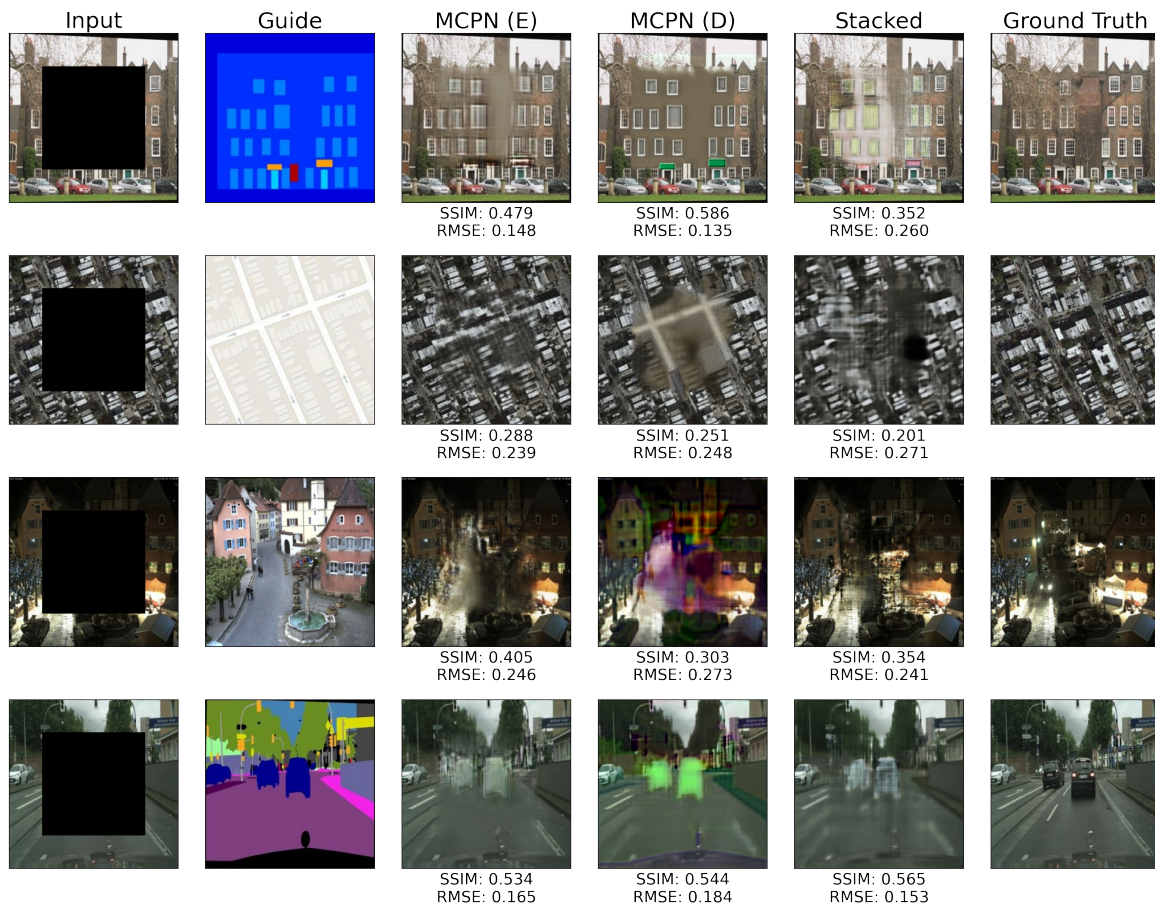 Input Guide MCPN (E) MCPN (D) Stacked Ground Truth
SSIM: 0.479 SSIM: 0.586 SSIM: 0.352
RMSE: 0.148 RMSE: 0.135 RMSE: 0.260
SSIM: 0.288 SSIM: 0.251 SSIM: 0.201
RMSE: 0.239 RMSE: 0.248 RMSE: 0.271
SSIM: 0.405 SSIM: 0.303 SSIM: 0.354
RMSE: 0.246 RMSE: 0.273 RMSE: 0.241
SSIM: 0.534 SSIM: 0.544 SSIM: 0.565
RMSE: 0.165 RMSE: 0.184 RMSE: 0.153